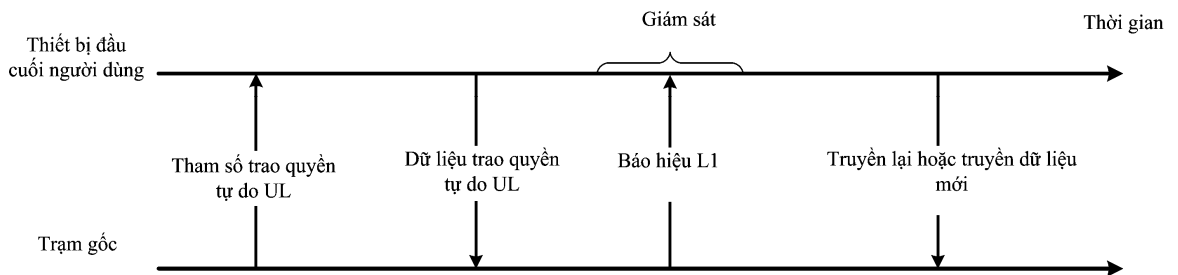 Giám sát
Thời gian
Thiết bị đầu
cuối người dùng
Tham số trao quyền
tự do UL
Dữ liệu trao quyền
tự do UL
Báo hiệu L1
Truyền lại hoặc truyền dữ liệu
mới
Trạm gốc